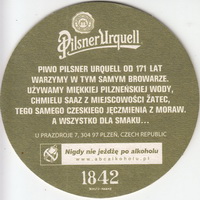 Pilsner Urquell
PIWO PILSNER URQUELL OD 171 LAT
WARZYMY W TYM SAMYM BROWARZE.
UŻYWAMY MIĘKKIEJ PILZNEŃSKIEJ WODY,
CHMIELU SAAZ Z MIEJSCOWOŚCI ŽATEC,
TEGO SAMEGO CZESKIEGO JĘCZMIENIA Z MORAW.
A WSZYSTKO DLA SMAKU...
U PRAZDROJE 7, 304 97 PLZEN, CZECH REPUBLIC
Nigdy nie jeżdżę po alkoholu
www.abcalkoholu.pl
1842